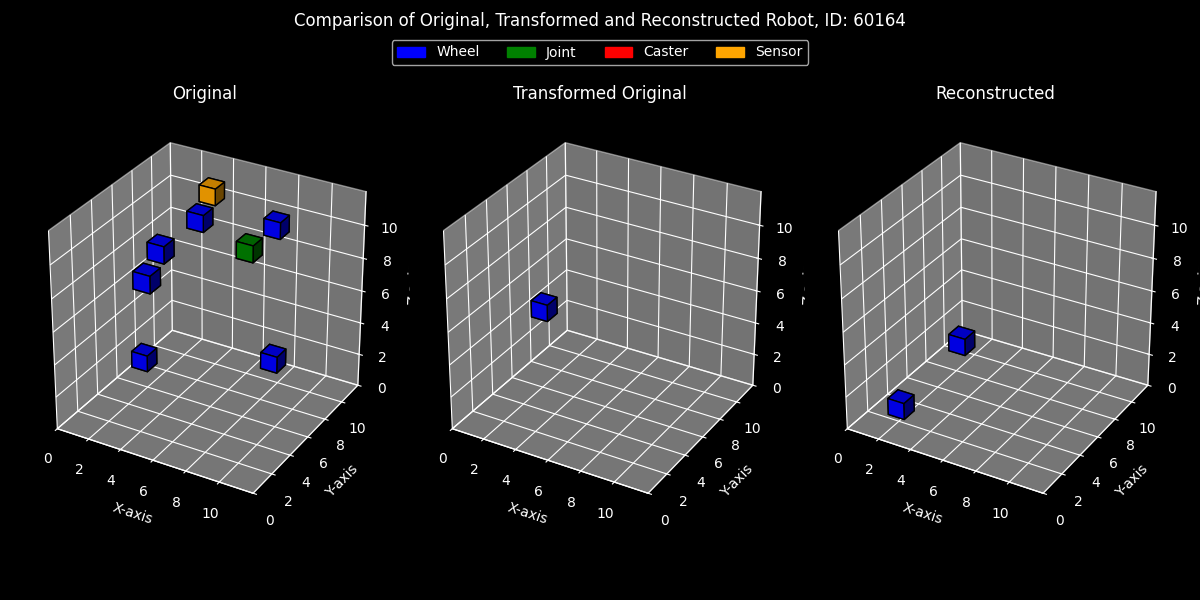 Comparison of Original, Transformed and Reconstructed Robot, ID: 60164
Wheel Joint Caster Sensor
Original Transformed Original Reconstructed
10 10 10
8 8 8
6 6 6
4 4 4
2 2 2
0 0 0
0 2 4 6 8 10 0 2 4 6 8 10 0 2 4 6 8 10
0 2 4 6 8 10 0 2 4 6 8 10 0 2 4 6 8 10
X-axis Y-axis X-axis Y-axis X-axis Y-axis